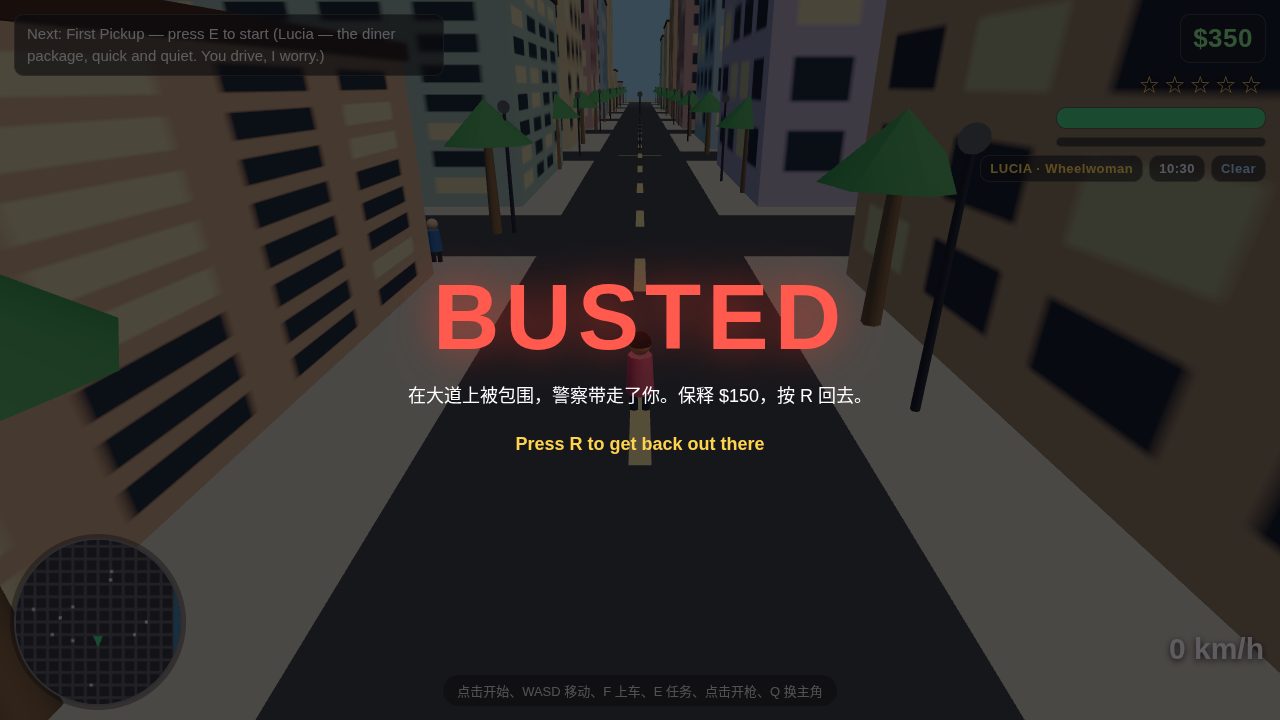 Next: First Pickup — press E to start (Lucia — the diner
package, quick and quiet. You drive, I worry.)
$350
☆☆☆☆☆
LUCIA · Wheelwoman
10:30
Clear
BUSTED
在大道上被包围，警察带走了你。保释 $150，按 R 回去。
Press R to get back out there
0 km/h
点击开始、WASD 移动、F 上车、E 任务、点击开枪、Q 换主角